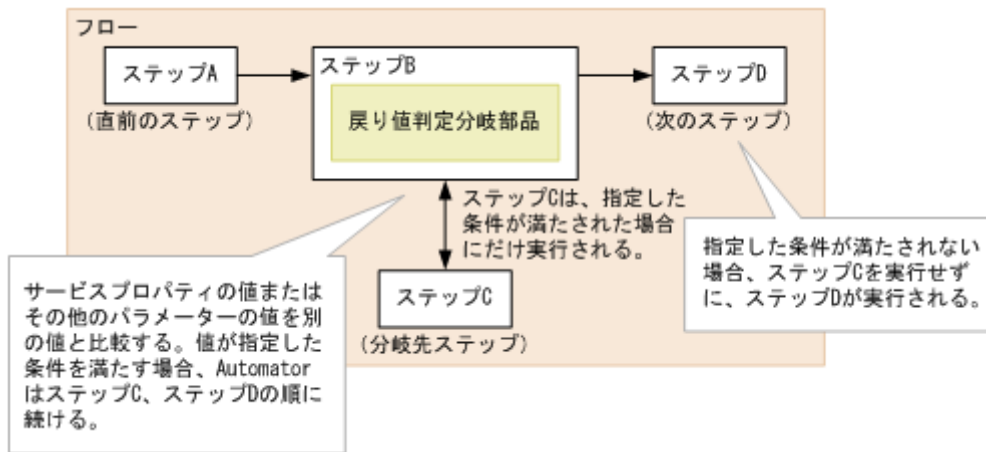 フロー
ステップA
(直前のステップ)
ステップB
戻り値判定分岐部品
ステップD
(次のステップ)
ステップCは、指定した
条件が満たされた場合
にだけ実行される。
ステップC
(分岐先ステップ)
サービスプロパティの値または
その他のパラメーターの値を別
の値と比較する。値が指定した
条件を満たす場合、Automator
はステップC、ステップDの順に
続ける。
指定した条件が満たされない
場合、ステップCを実行せず
に、ステップDが実行される。